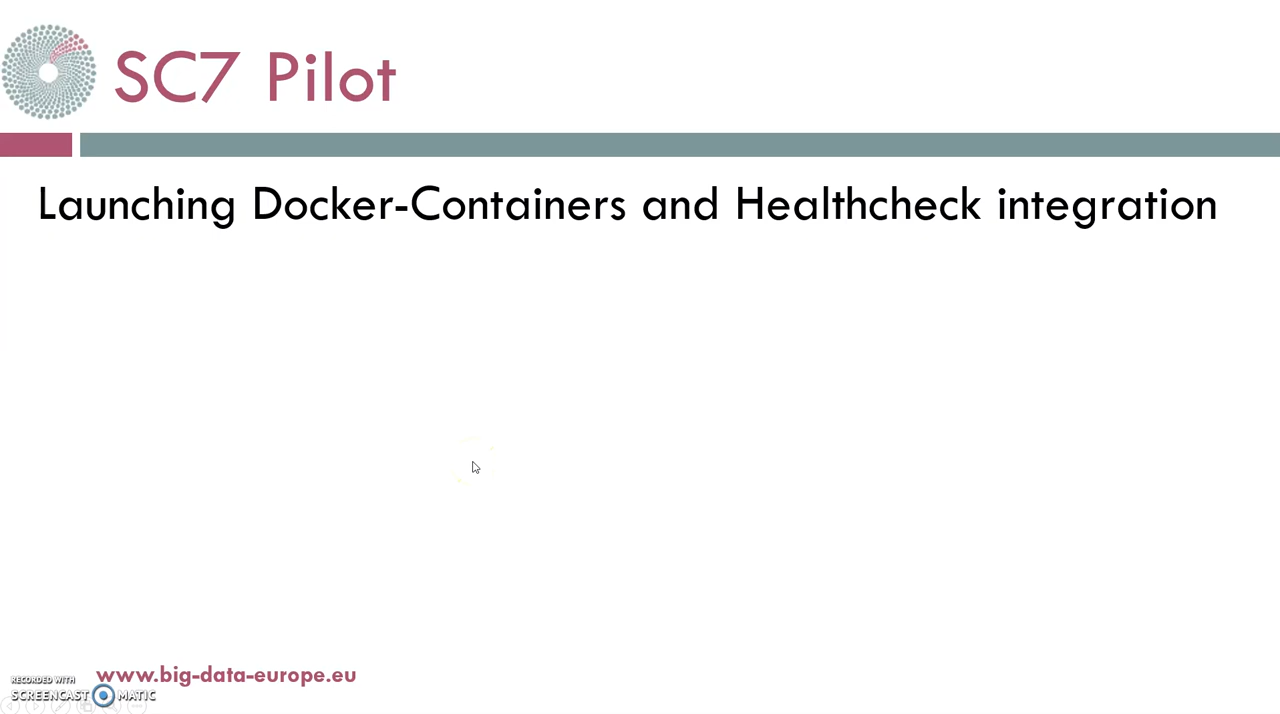 SC7 Pilot
Launching Docker-Containers and Healthcheck integration
www.big-data-europe.eu
RECORDED WITH
SCREENCAST MATIC